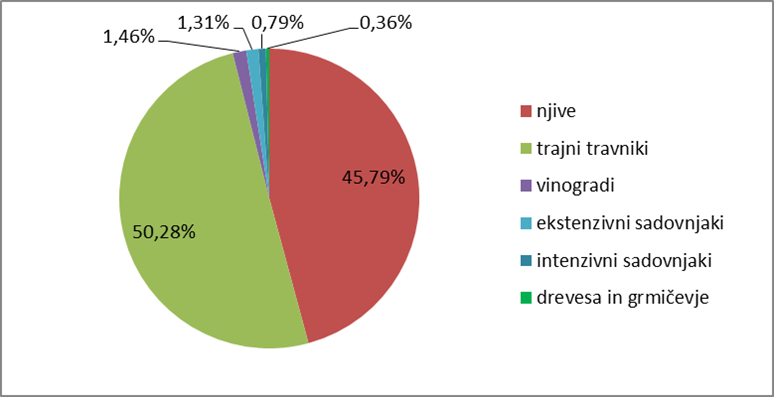 1,31% 0,79% 0,36%
1,46%
45,79%
50,28%
njive
trajni travniki
vinogradi
ekstenzivni sadovnjaki
intenzivni sadovnjaki
drevesa in grmičevje